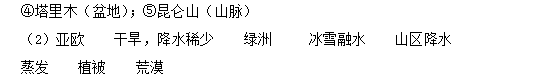 ④塔里木（盆地）；⑤昆仑山（山脉）
（2）亚欧 干旱，降水稀少 绿洲 冰雪融水 山区降水
蒸发 植被 荒漠